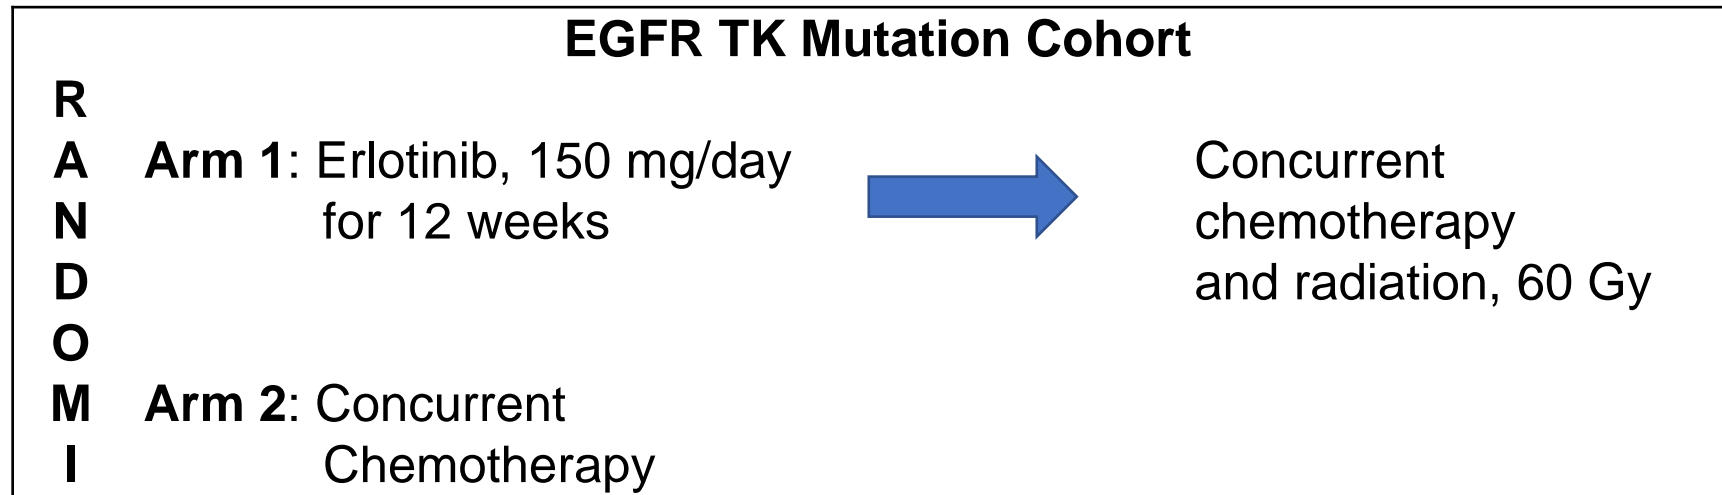 EGFR TK Mutation Cohort
R
A Arm 1: Erlotinib, 150 mg/day Concurrent
N for 12 weeks chemotherapy
D and radiation, 60 Gy
O
M Arm 2: Concurrent
I Chemotherapy